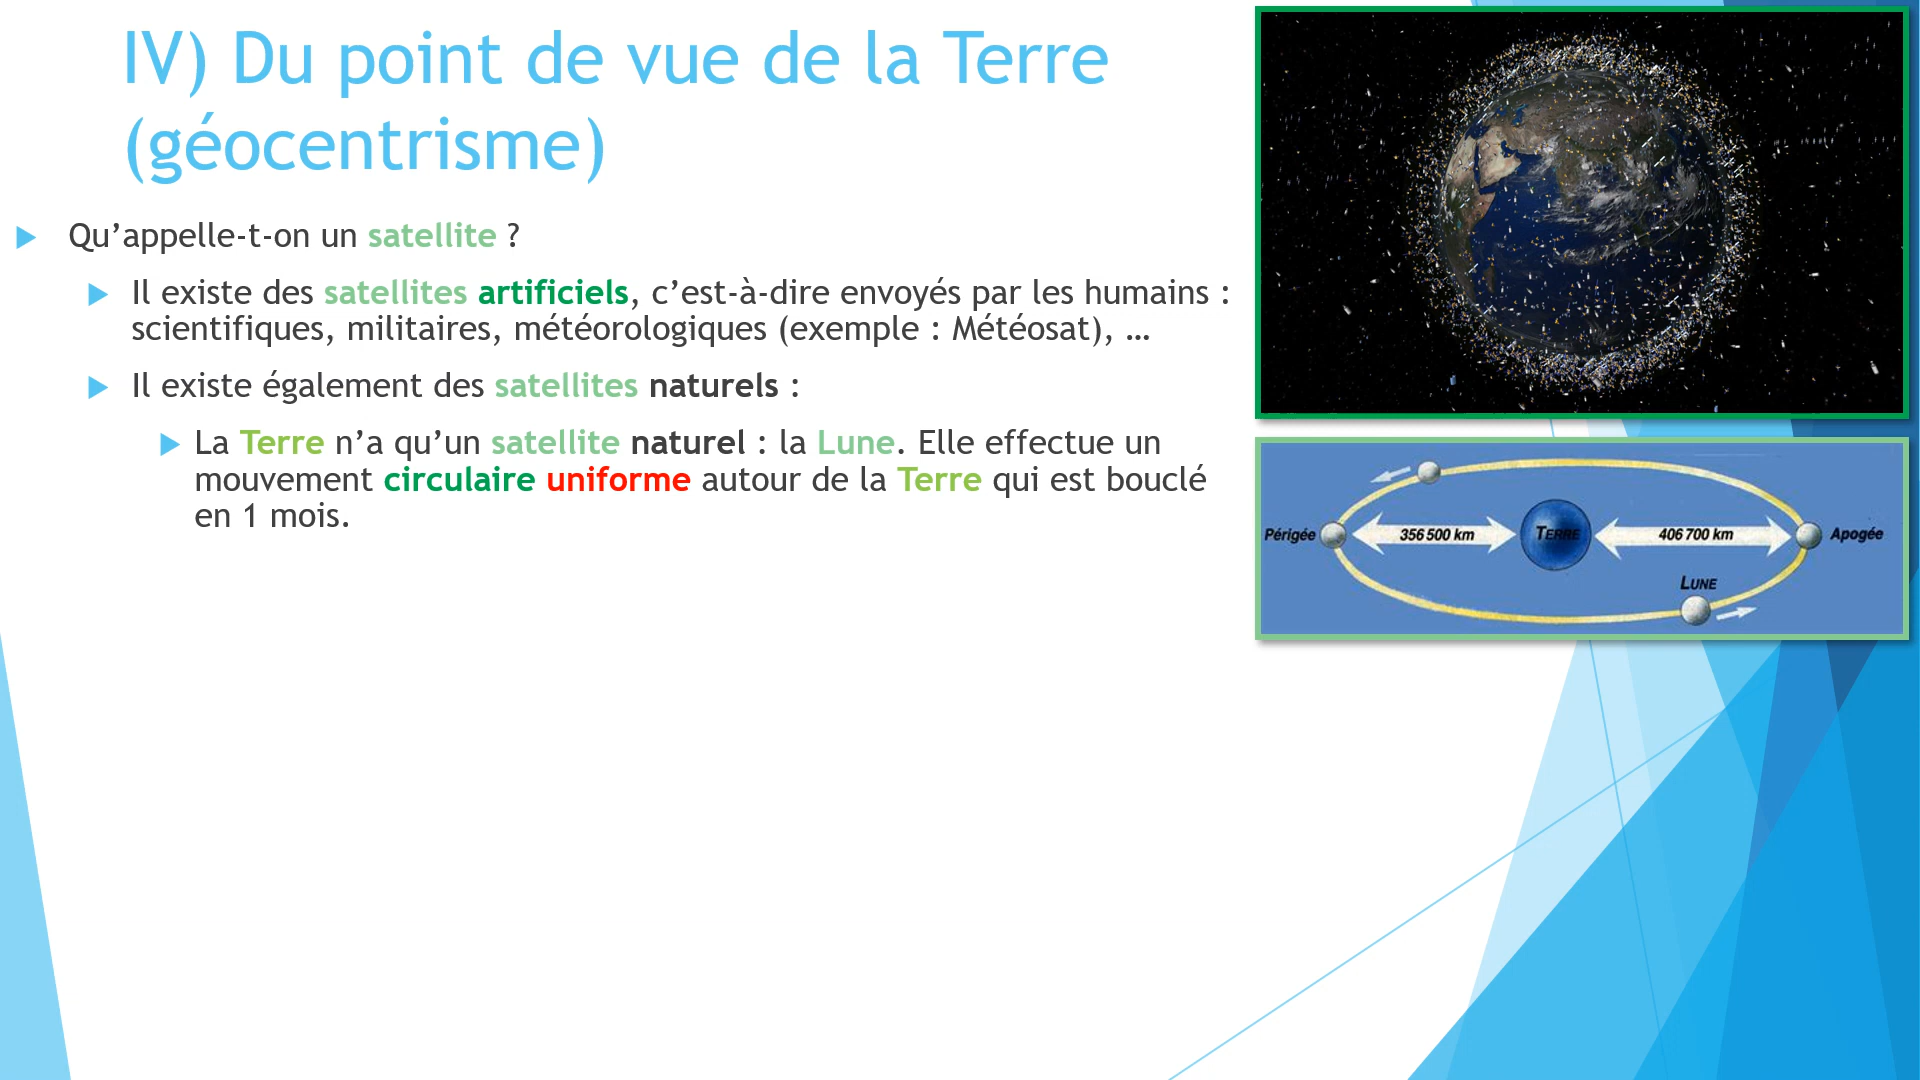 IV) Du point de vue de la Terre
(géocentrisme)
Qu’appelle-t-on un satellite ?
Il existe des satellites artificiels, c’est-à-dire envoyés par les humains :
scientifiques, militaires, météorologiques (exemple : Météosat), …
Il existe également des satellites naturels :
La Terre n’a qu’un satellite naturel : la Lune. Elle effectue un
mouvement circulaire uniforme autour de la Terre qui est bouclé
en 1 mois.
Périgée
356 500 km
TERRE
406 700 km
Apogée
LUNE